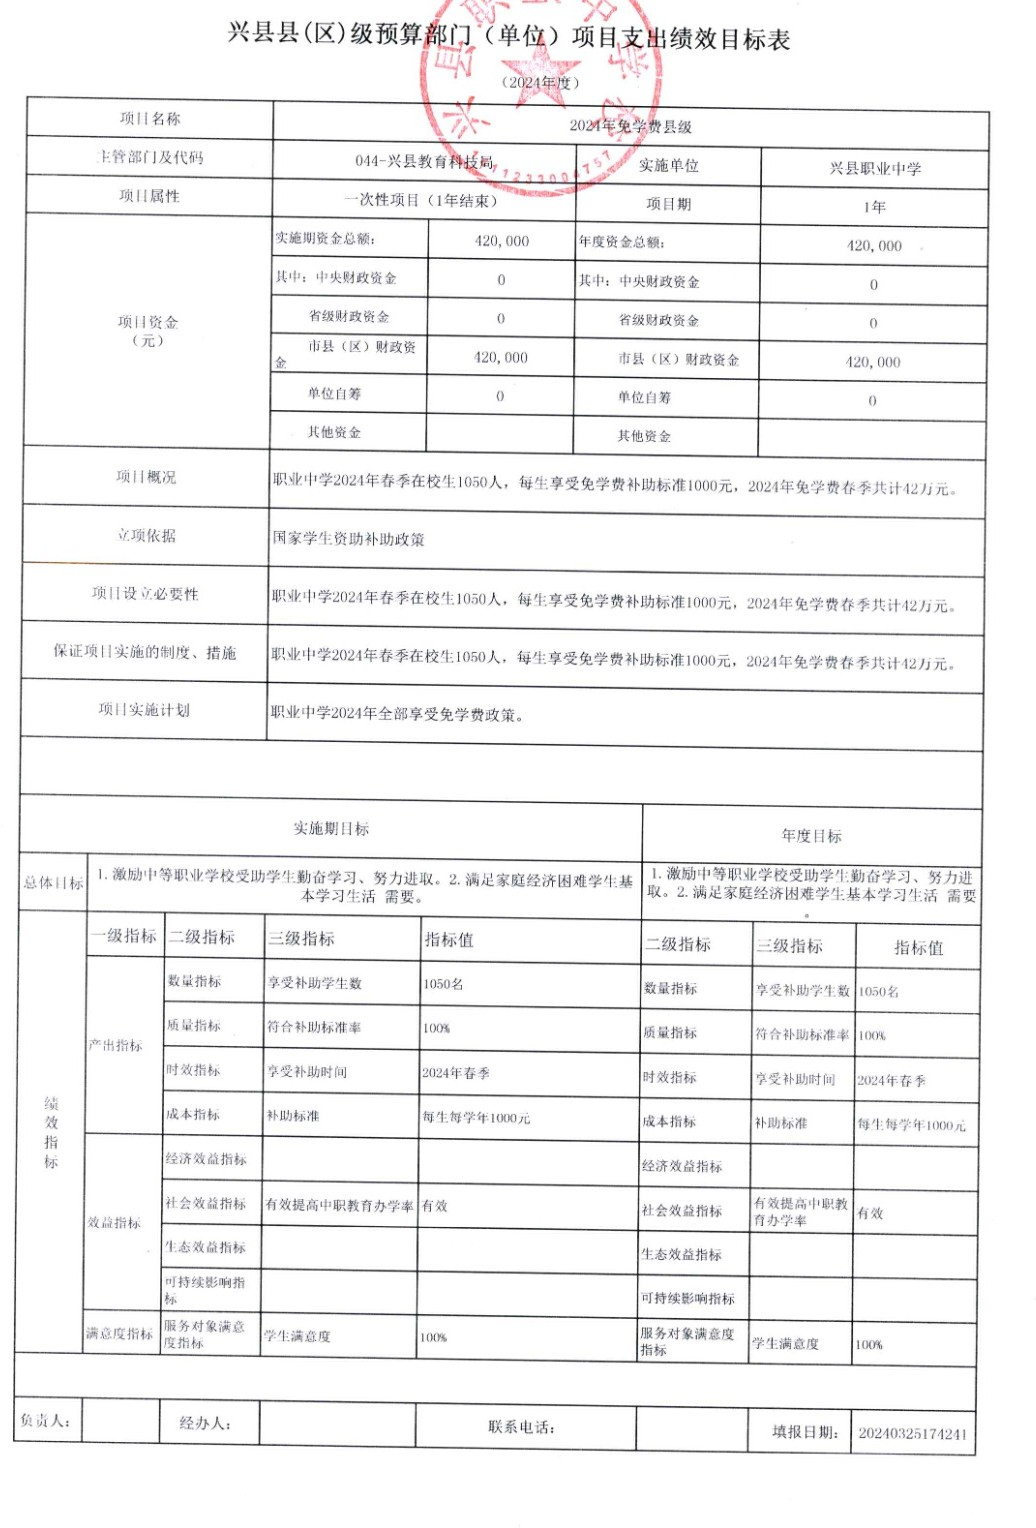 兴县县(区)级预算部门（单位）项目支出绩效目标表
（2024年度）
项目名称 2024年免学费县级
主管部门及代码 044-兴县教育科技局 实施单位 兴县职业中学
项目属性 一次性项目（1年结束） 项目期 1年
项目资金
（元）
实施期资金总额： 420,000 年度资金总额： 420,000
其中：中央财政资金 0 其中：中央财政资金 0
省级财政资金 0 省级财政资金 0
市县（区）财政资
金 420,000 市县（区）财政资金 420,000
单位自筹 0 单位自筹 0
其他资金 其他资金
项目概况 职业中学2024年春季在校生1050人，每生享受免学费补助标准1000元，2024年免学费春季共计42万元。
立项依据 国家学生资助补助政策
项目设立必要性 职业中学2024年春季在校生1050人，每生享受免学费补助标准1000元，2024年免学费春季共计42万元。
保证项目实施的制度、措施 职业中学2024年春季在校生1050人，每生享受免学费补助标准1000元，2024年免学费春季共计42万元。
项目实施计划 职业中学2024年全部享受免学费政策。
实施期目标 年度目标
总体目标
1.激励中等职业学校受助学生勤奋学习、努力进取。2.满足家庭经济困难学生基
本学习生活 需要。
1.激励中等职业学校受助学生勤奋学习、努力进
取。2.满足家庭经济困难学生基本学习生活 需要
。
绩效指标
一级指标 二级指标 三级指标 指标值 二级指标 三级指标 指标值
产出指标
数量指标 享受补助学生数 1050名 数量指标 享受补助学生数 1050名
质量指标 符合补助标准率 100% 质量指标 符合补助标准率 100%
时效指标 享受补助时间 2024年春季 时效指标 享受补助时间 2024年春季
成本指标 补助标准 每生每学年1000元 成本指标 补助标准 每生每学年1000元
效益指标
经济效益指标 经济效益指标
社会效益指标 有效提高中职教育办学率 有效 社会效益指标 有效提高中职教
育办学率 有效
生态效益指标 生态效益指标
可持续影响指
标 可持续影响指标
满意度指标 服务对象满意
度指标 学生满意度 100% 服务对象满意度
指标 学生满意度 100%
负责人： 经办人： 联系电话： 填报日期： 20240325174241